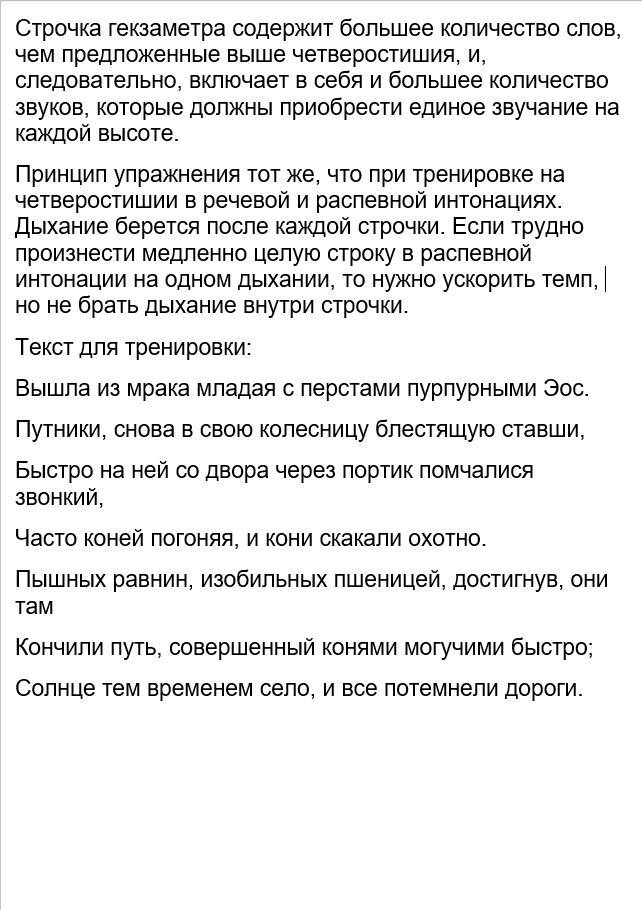 Строчка гекзаметра содержит большее количество слов,
чем предложенные выше четверостишия, и,
следовательно, включает в себя и большее количество
звуков, которые должны приобрести единое звучание на
каждой высоте.
Принцип упражнения тот же, что при тренировке на
четверостишии в речевой и распевной интонациях.
Дыхание берется после каждой строчки. Если трудно
произнести медленно целую строку в распевной
интонации на одном дыхании, то нужно ускорить темп,
но не брать дыхание внутри строчки.
Текст для тренировки:
Вышла из мрака младая с перстами пурпурными Эос.
Путники, снова в свою колесницу блестящую ставши,
Быстро на ней со двора через портик помчалися
звонкий,
Часто коней погоняя, и кони скакали охотно.
Пышных равнин, изобильных пшеницей, достигнув, они
там
Кончили путь, совершенный конями могучими быстро;
Солнце тем временем село, и все потемнели дороги.